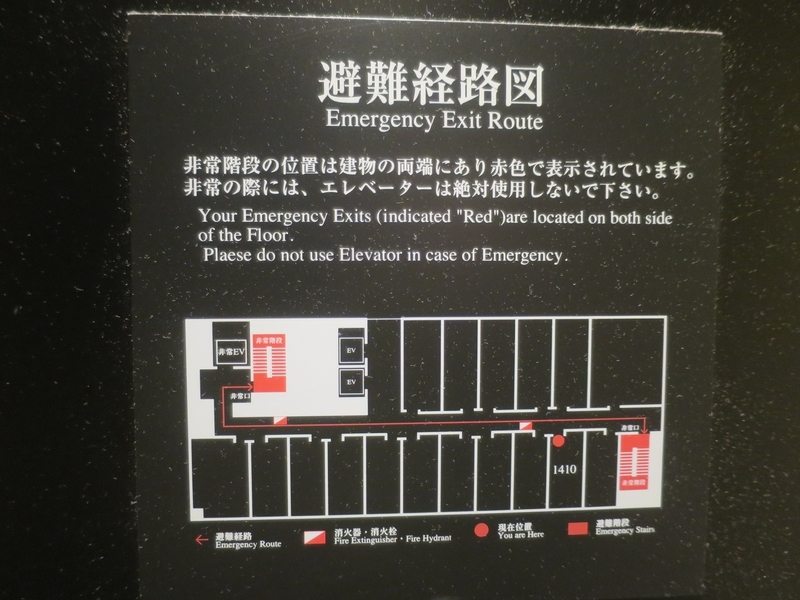 避難経路図
Emergency Exit Route
非常階段の位置は建物の両端にあり赤色で表示されています。
非常の際には、エレベーターは絶対使用しないで下さい。
Your Emergency Exits (indicated "Red")are located on both side
of the Floor.
Plaese do not use Elevator in case of Emergency.
非常EV
非常階段
EV
EV
非常口
非常口
1410
非常階段
避難経路
Emergency Route
消火器・消火栓
Fire Extinguisher・Fire Hydrant
現在位置
You are Here
避難階段
Emergency Stairs